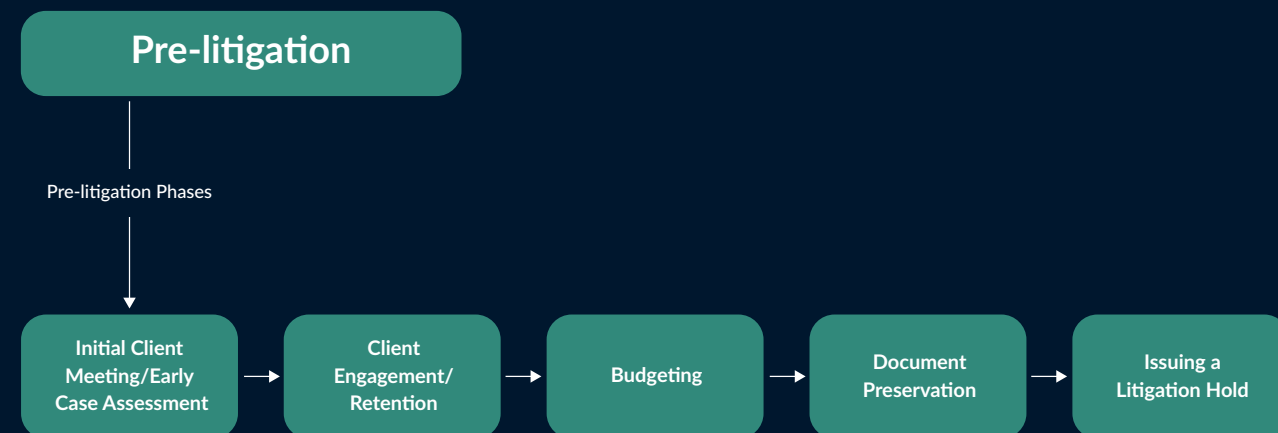 Pre-litigation
Pre-litigation Phases
Initial Client
Meeting/Early
Case Assessment
Client
Engagement/
Retention
Budgeting
Document
Preservation
Issuing a
Litigation Hold